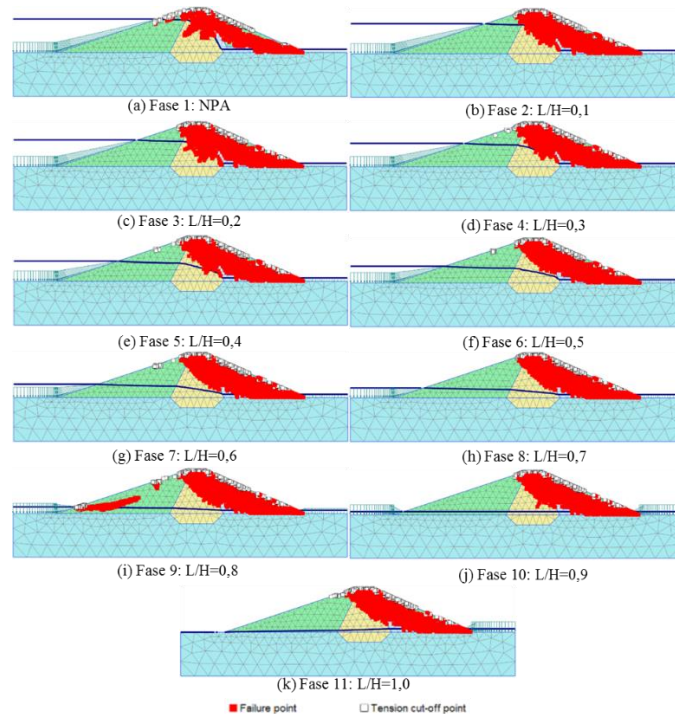 (a) Fase 1: NPA
(b) Fase 2: L/H=0,1
(c) Fase 3: L/H=0,2
(d) Fase 4: L/H=0,3
(e) Fase 5: L/H=0,4
(f) Fase 6: L/H=0,5
(g) Fase 7: L/H=0,6
(h) Fase 8: L/H=0,7
(i) Fase 9: L/H=0,8
(j) Fase 10: L/H=0,9
(k) Fase 11: L/H=1,0
Failure point
Tension cut-off point